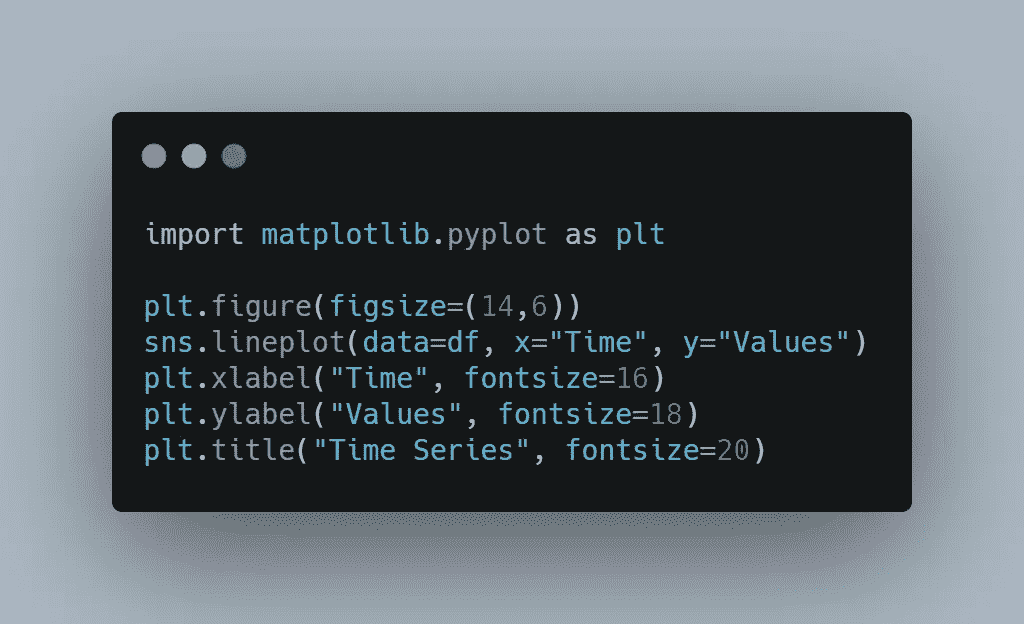 import matplotlib.pyplot as plt
plt.figure(figsize=(14,6))
sns.lineplot(data=df, x="Time", y="Values")
plt.xlabel("Time", fontsize=16)
plt.ylabel("Values", fontsize=18)
plt.title("Time Series", fontsize=20)